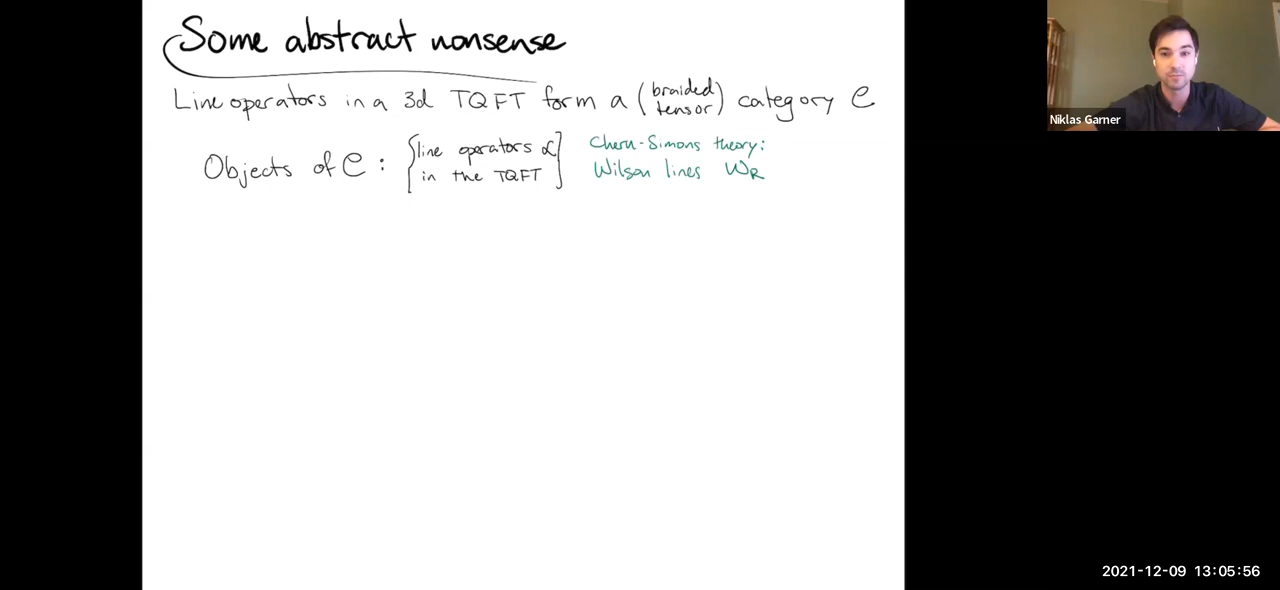 Some abstract nonsense
Line operators in a 3d TQFT form a (braided tensor) category C
Objects of C : {line operators L in the TQFT} Chern-Simons theory:
Wilson lines W_R
Niklas Garner
2021-12-09 13:05:56